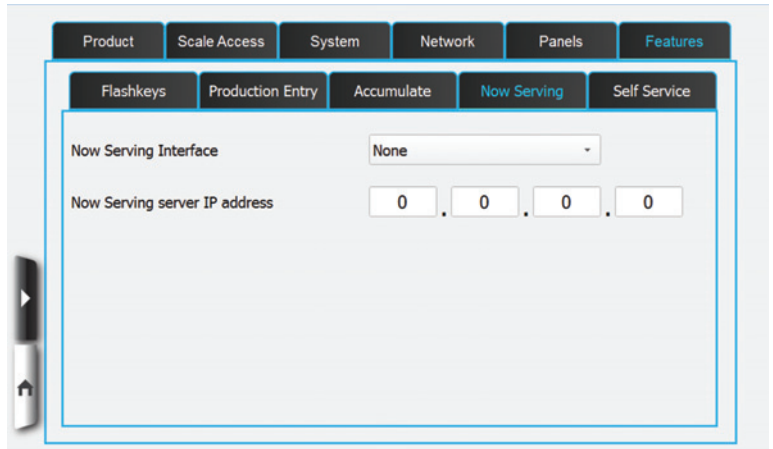 Product Scale Access System Network Panels Features
Flashkeys Production Entry Accumulate Now Serving Self Service
Now Serving Interface None
Now Serving server IP address 0 . 0 . 0 . 0